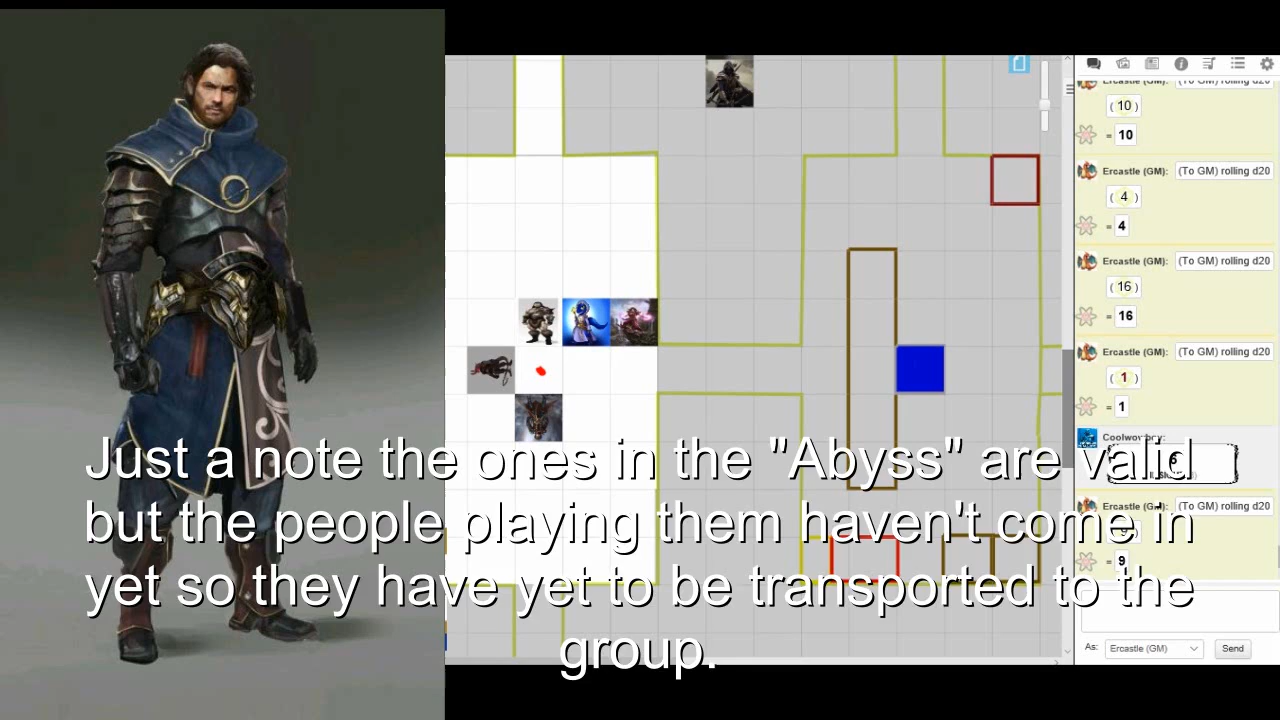 Ercastle (GM): (To GM) rolling d20
( 10 )
= 10
Ercastle (GM): (To GM) rolling d20
( 4 )
= 4
Ercastle (GM): (To GM) rolling d20
( 16 )
= 16
Ercastle (GM): (To GM) rolling d20
( 1 )
= 1
Ercastle (GM): (To GM) rolling d20
= 9
As: Ercastle (GM) Send
Just a note the ones in the "Abyss" are valid
but the people playing them haven't come in
yet so they have yet to be transported to the
group.